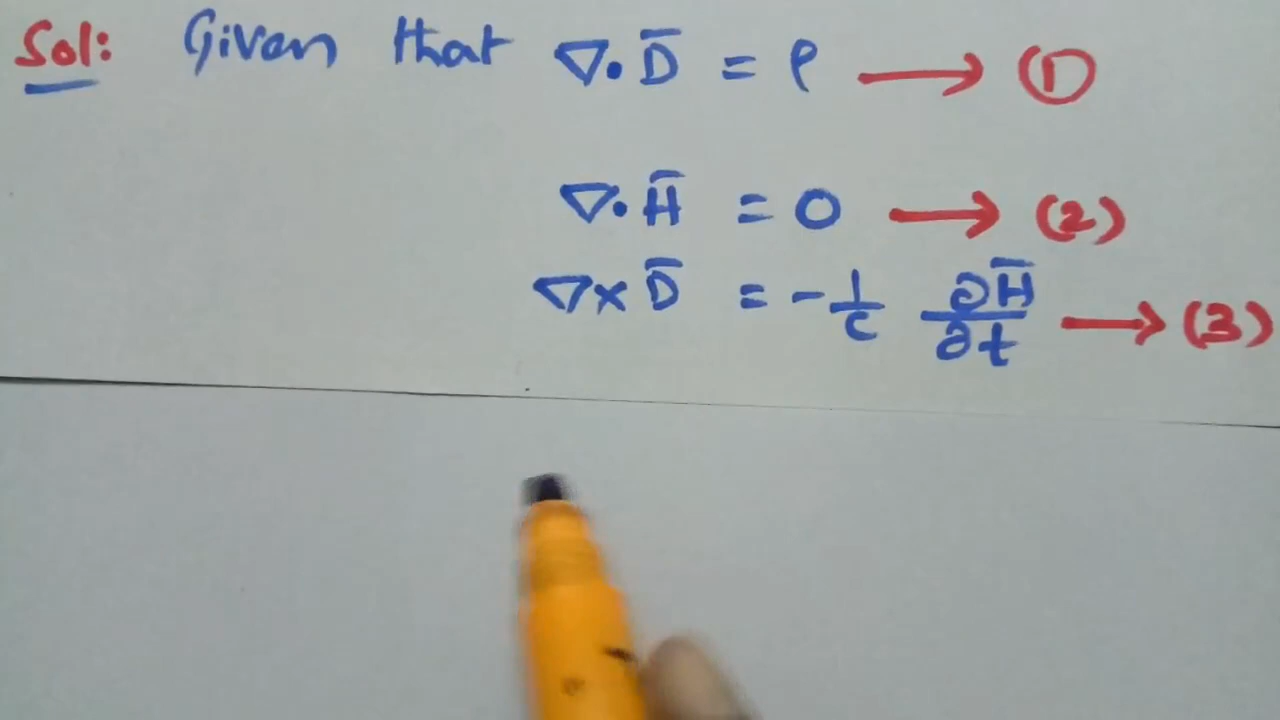 Sol: Given that ∇. D̅ = ρ ⟶ ①
∇. H̅ = 0 ⟶ (2)
∇× D̅ = - 1/c ∂H̅/∂t ⟶ (3)